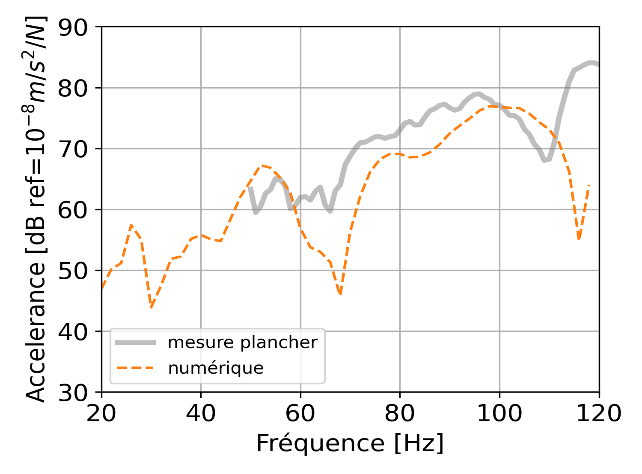 Accelerance [dB ref=10⁻⁸m/s²/N]
90
80
70
60
50
40
30
mesure plancher
numérique
20 40 60 80 100 120
Fréquence [Hz]